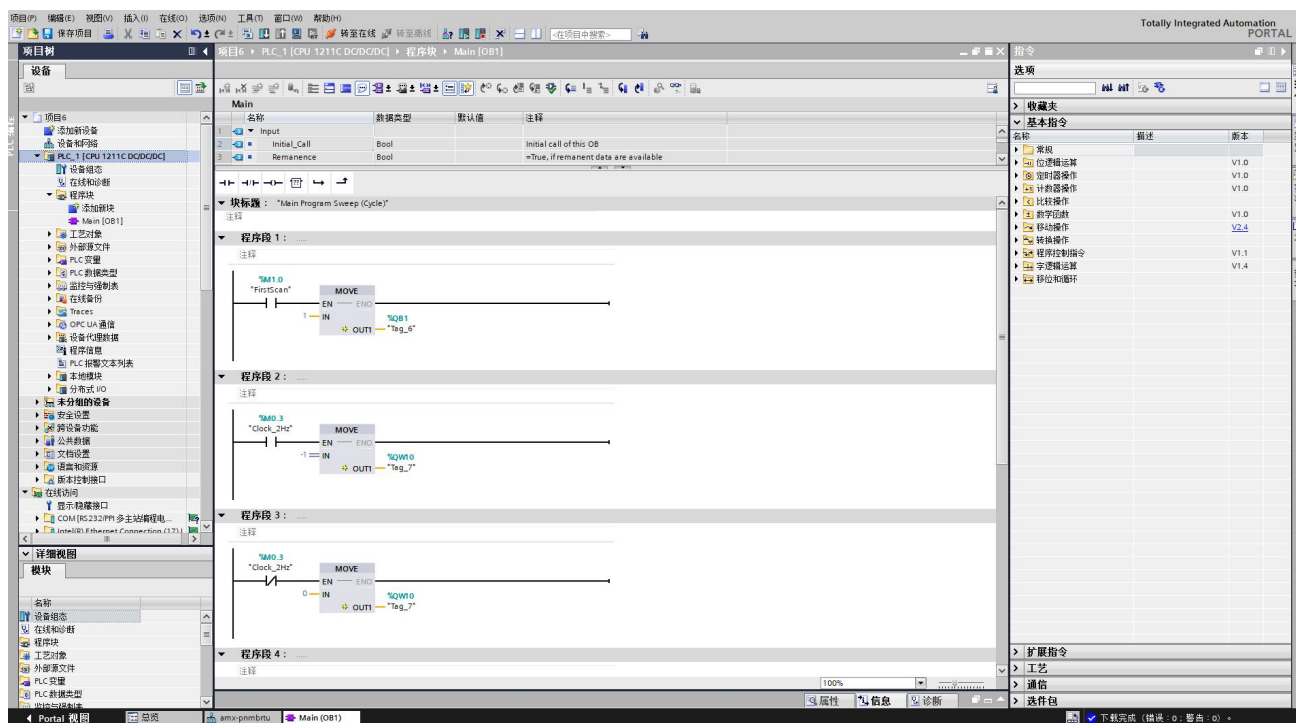 项目(P) 编辑(E) 视图(V) 插入(I) 在线(O) 选项(N) 工具(T) 窗口(W) 帮助(H)
Totally Integrated Automation
PORTAL
保存项目 转至在线 转至离线 <在项目中搜索>
项目树
项目6 ▸ PLC_1 [CPU 1211C DC/DC/DC] ▸ 程序块 ▸ Main [OB1]
指令
设备
选项
Main
名称 数据类型 默认值 注释
1 Input
2 Initial_Call Bool Initial call of this OB
3 Remanence Bool =True, if remanent data are available
项目6
添加新设备
设备和网络
PLC_1 [CPU 1211C DC/DC/DC]
设备组态
在线和诊断
程序块
添加新块
Main [OB1]
工艺对象
外部源文件
PLC 变量
PLC 数据类型
监控与强制表
在线备份
Traces
OPC UA 通信
设备代理数据
程序信息
PLC 报警文本列表
本地模块
分布式 I/O
未分组的设备
安全设置
跨设备功能
公共数据
文档设置
语言和资源
版本控制接口
在线访问
显示/隐藏接口
COM [RS232/PPI 多主站编程电...
Intel(R) Ethernet Connection (17)
详细视图
模块
名称
设备组态
在线和诊断
程序块
工艺对象
外部源文件
PLC 变量
PLC 数据类型
监控与强制表
块标题： "Main Program Sweep (Cycle)"
注释
程序段 1： .....
注释
%M1.0
"FirstScan"
MOVE
EN ENO
1 IN
%QB1
OUT1 "Tag_6"
程序段 2： .....
注释
%M0.3
"Clock_2Hz"
MOVE
EN ENO
-1 IN
%QW10
OUT1 "Tag_7"
程序段 3： .....
注释
%M0.3
"Clock_2Hz"
MOVE
EN ENO
0 IN
%QW10
OUT1 "Tag_7"
程序段 4： .....
注释
100%
属性 信息 诊断
收藏夹
基本指令
名称 描述 版本
常规
位逻辑运算 V1.0
定时器操作 V1.0
计数器操作 V1.0
比较操作
数学函数 V1.0
移动操作 V2.4
转换操作
程序控制指令 V1.1
字逻辑运算 V1.4
移位和循环
扩展指令
工艺
通信
选件包
Portal 视图 总览 amx-pnmbrtu Main (OB1)
下载完成（错误：0；警告：0）。